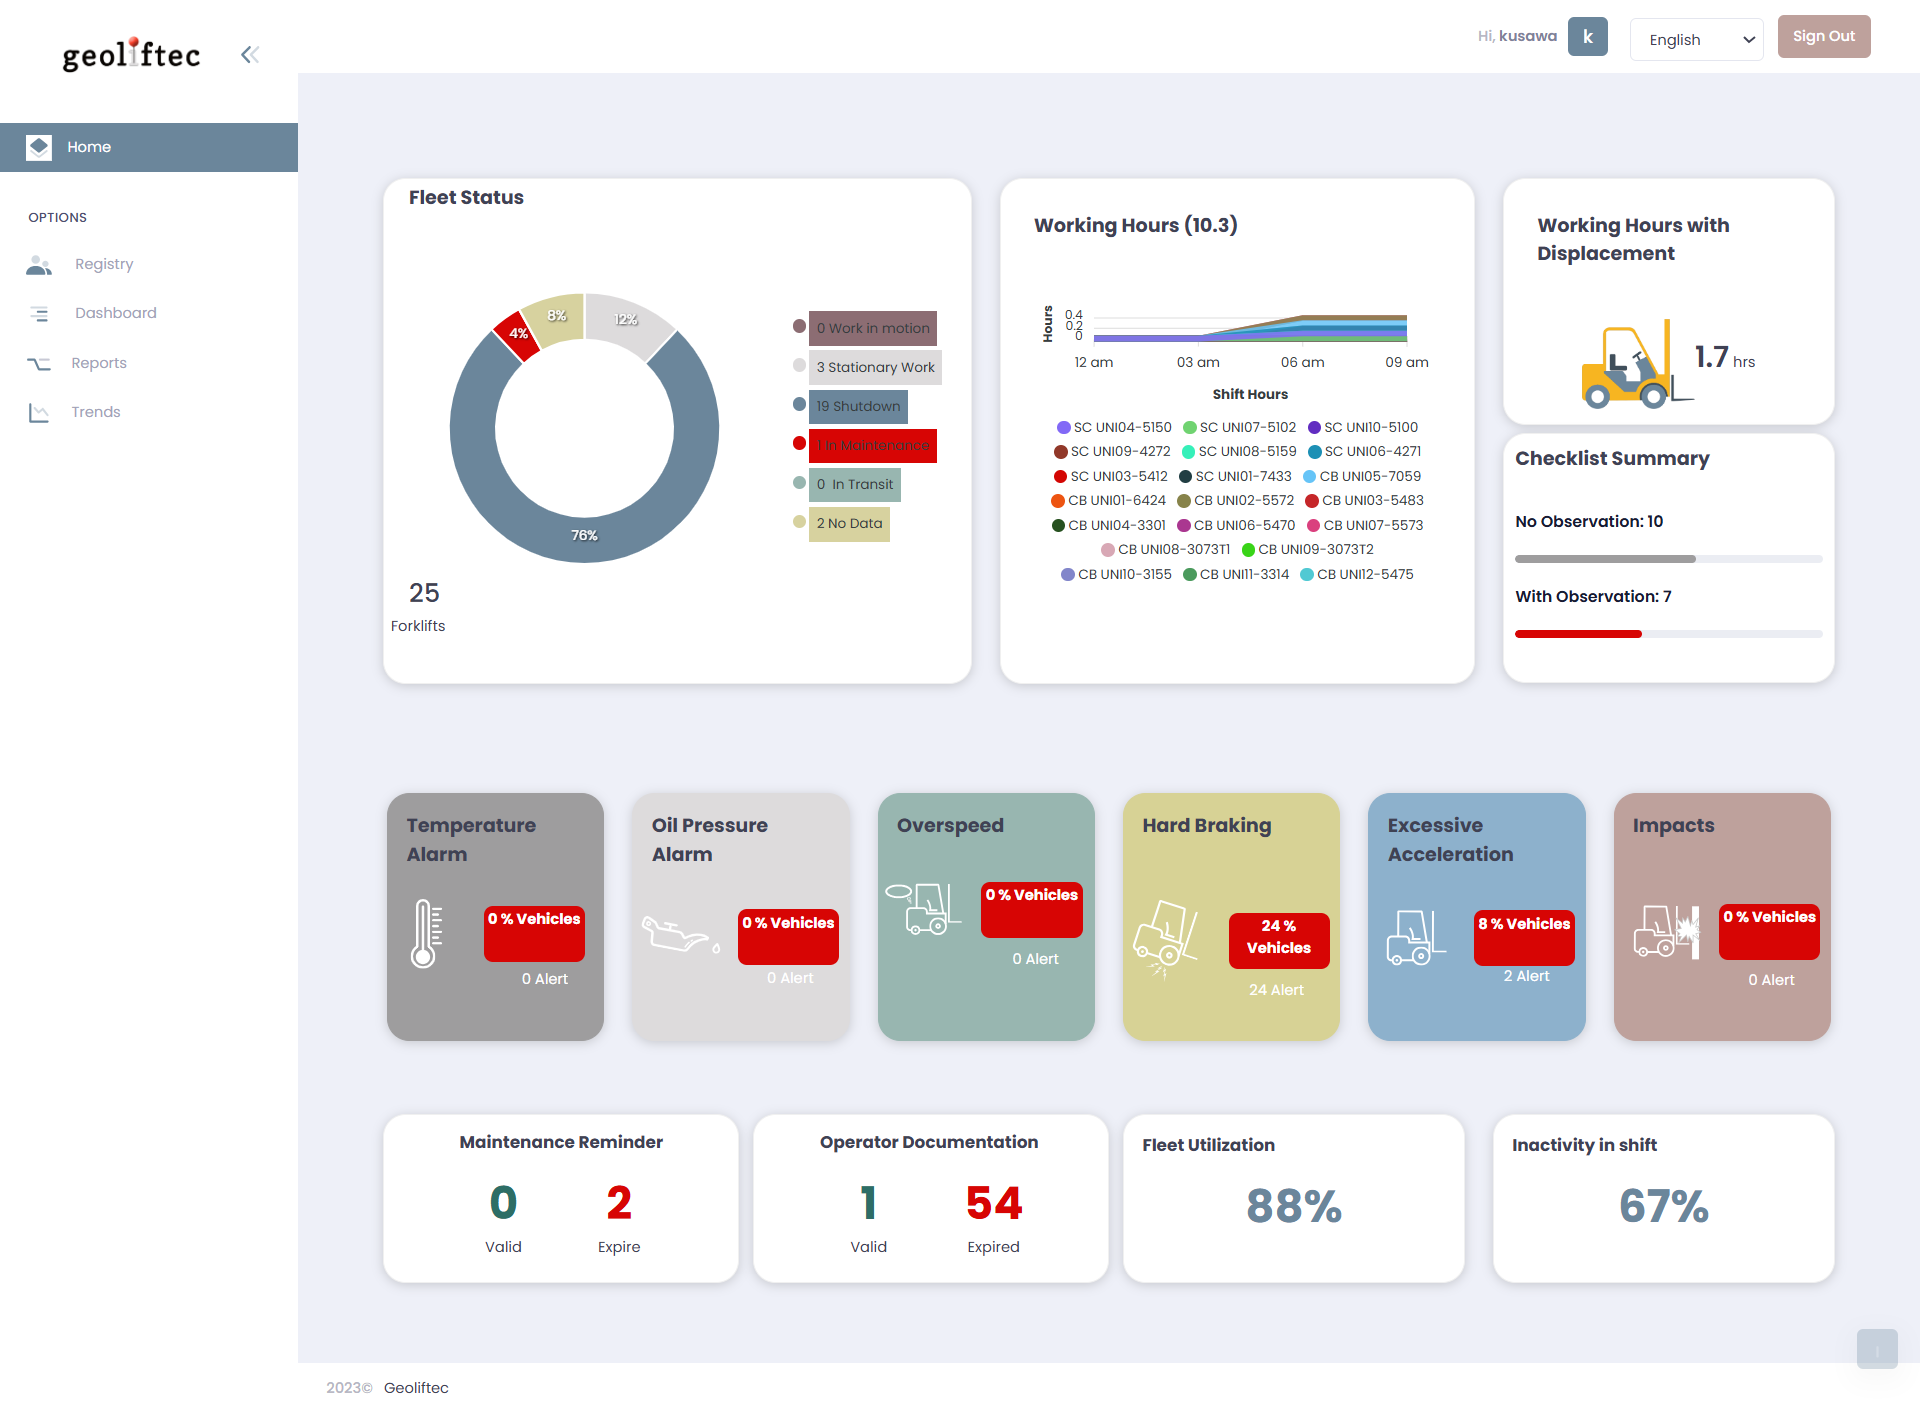 geoliftec
Hi, kusawa
k
English
Sign Out
Home
OPTIONS
Registry
Dashboard
Reports
Trends
Fleet Status
4%
8%
12%
76%
0 Work in motion
3 Stationary Work
19 Shutdown
1 In Maintenance
0 In Transit
2 No Data
25
Forklifts
Working Hours (10.3)
Hours
0.4
0.2
0
12 am
03 am
06 am
09 am
Shift Hours
SC UNI04-5150 SC UNI07-5102 SC UNI10-5100
SC UNI09-4272 SC UNI08-5159 SC UNI06-4271
SC UNI03-5412 SC UNI01-7433 CB UNI05-7059
CB UNI01-6424 CB UNI02-5572 CB UNI03-5483
CB UNI04-3301 CB UNI06-5470 CB UNI07-5573
CB UNI08-3073T1 CB UNI09-3073T2
CB UNI10-3155 CB UNI11-3314 CB UNI12-5475
Working Hours with
Displacement
1.7 hrs
Checklist Summary
No Observation: 10
With Observation: 7
Temperature
Alarm
0 % Vehicles
0 Alert
Oil Pressure
Alarm
0 % Vehicles
0 Alert
Overspeed
0 % Vehicles
0 Alert
Hard Braking
24 %
Vehicles
24 Alert
Excessive
Acceleration
8 % Vehicles
2 Alert
Impacts
0 % Vehicles
0 Alert
Maintenance Reminder
0
Valid
2
Expire
Operator Documentation
1
Valid
54
Expired
Fleet Utilization
88%
Inactivity in shift
67%
2023© Geoliftec